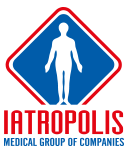 IATROPOLIS
MEDICAL GROUP OF COMPANIES